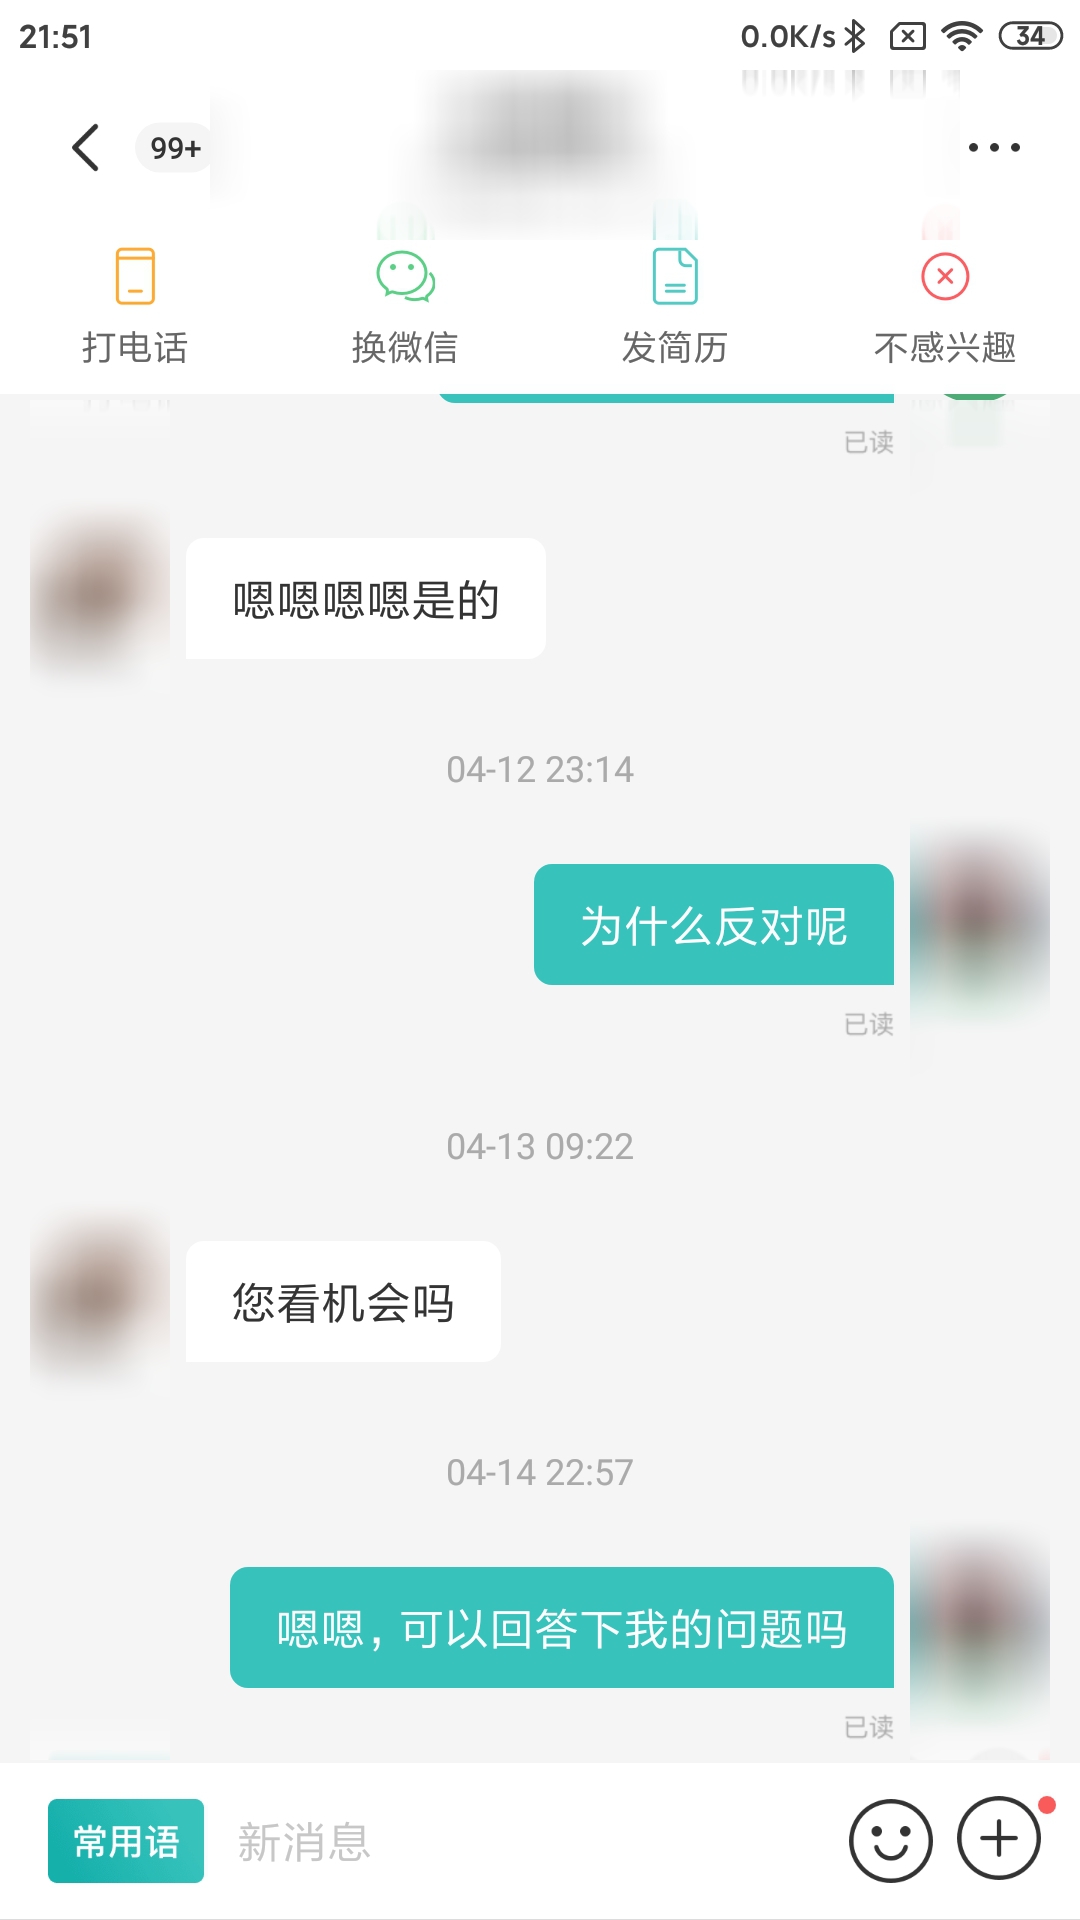 21:51 0.0K/s 34
99+
打电话 换微信 发简历 不感兴趣
已读
嗯嗯嗯嗯是的
04-12 23:14
为什么反对呢
已读
04-13 09:22
您看机会吗
04-14 22:57
嗯嗯，可以回答下我的问题吗
已读
常用语 新消息